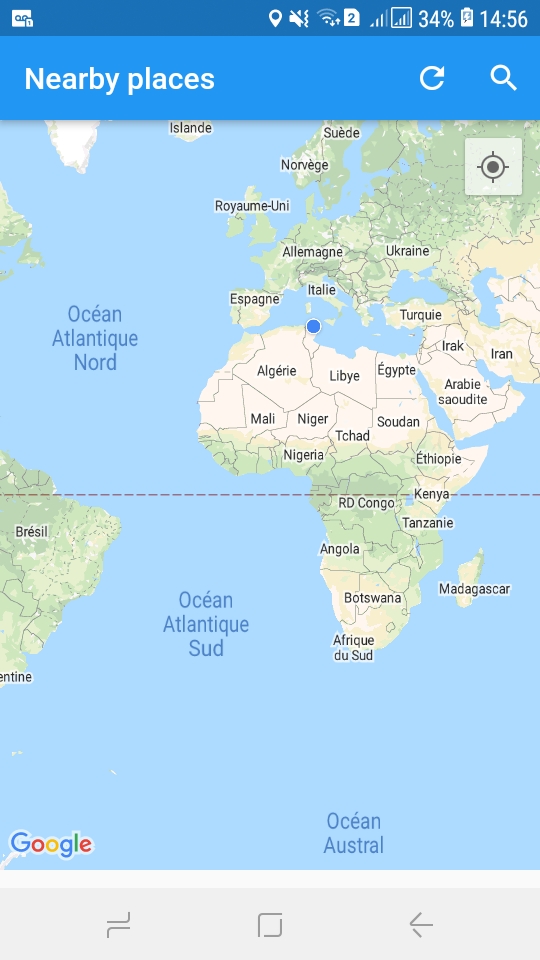 2
34%
14:56
Nearby places
Islande
Suède
Norvège
Royaume-Uni
Allemagne
Ukraine
Italie
Espagne
Turquie
Océan
Atlantique
Nord
Irak
Iran
Algérie
Libye
Égypte
Arabie
saoudite
Mali
Niger
Soudan
Tchad
Nigeria
Éthiopie
RD Congo
Kenya
Brésil
Tanzanie
Angola
Madagascar
Botswana
Océan
Atlantique
Sud
Afrique
du Sud
entine
Océan
Austral
Google